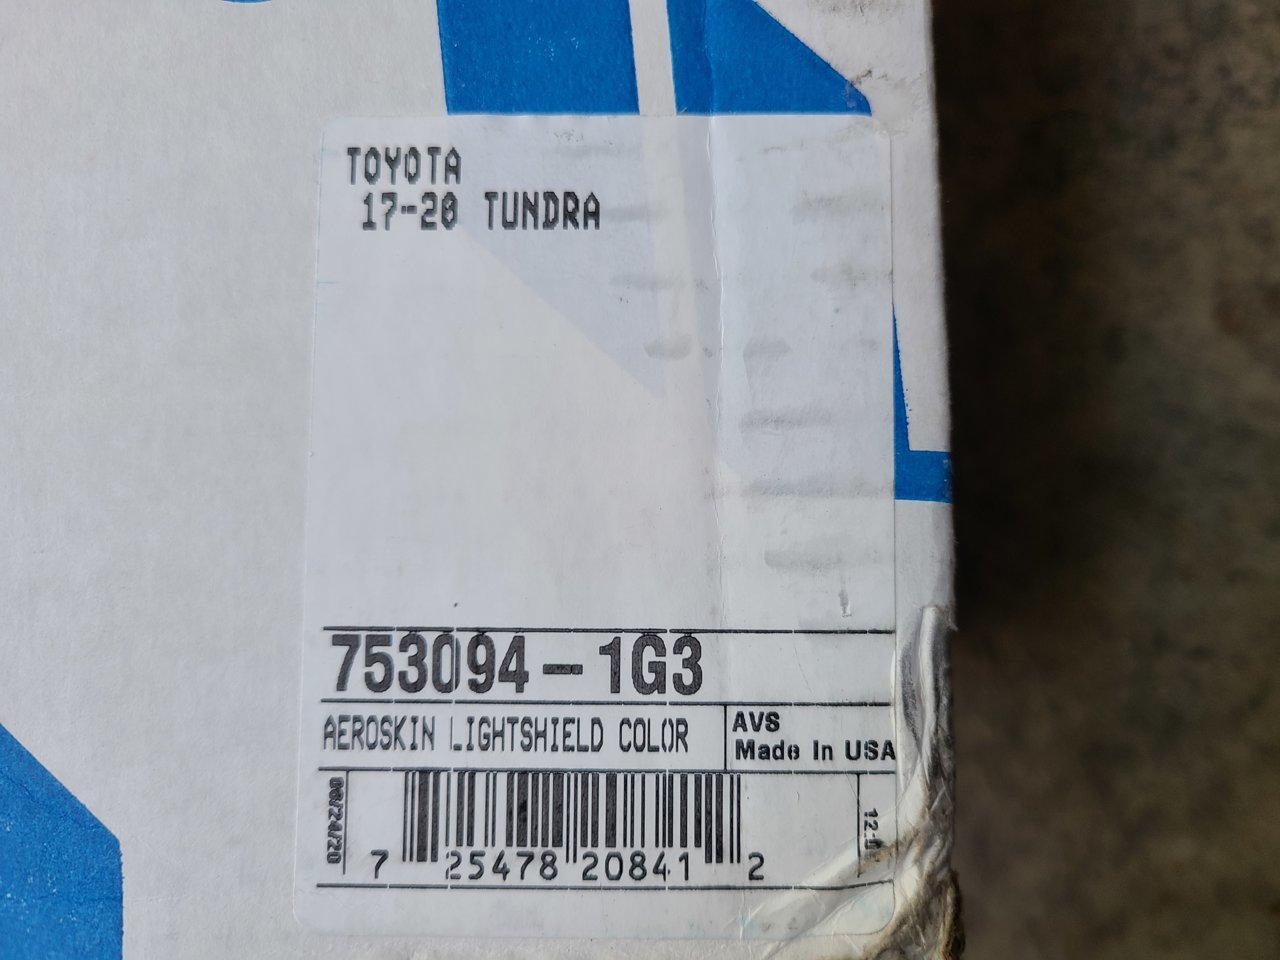 TOYOTA
17-20 TUNDRA
753094-1G3
AEROSKIN LIGHTSHIELD COLOR
AVS
Made In USA
06/24/20
7 25478 20841 2